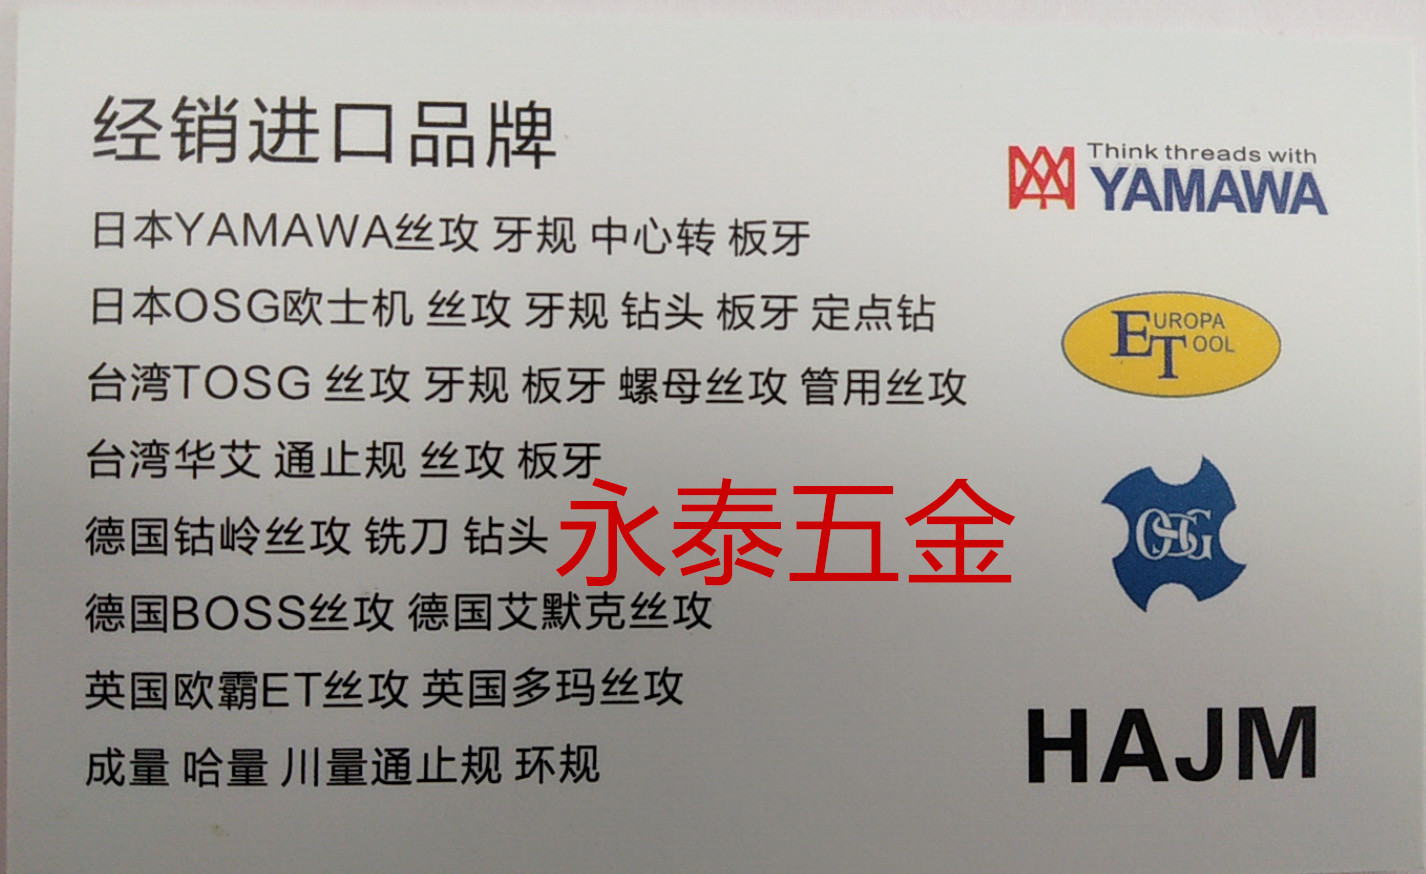 经销进口品牌
日本YAMAWA丝攻 牙规 中心转 板牙
日本OSG欧士机 丝攻 牙规 钻头 板牙 定点钻
台湾TOSG 丝攻 牙规 板牙 螺母丝攻 管用丝攻
台湾华艾 通止规 丝攻 板牙
德国钴岭丝攻 铣刀 钻头
永泰五金
德国BOSS丝攻 德国艾默克丝攻
英国欧霸ET丝攻 英国多玛丝攻
成量 哈量 川量通止规 环规
Think threads with
YAMAWA
EUROPA
TOOL
OSG
HAJM